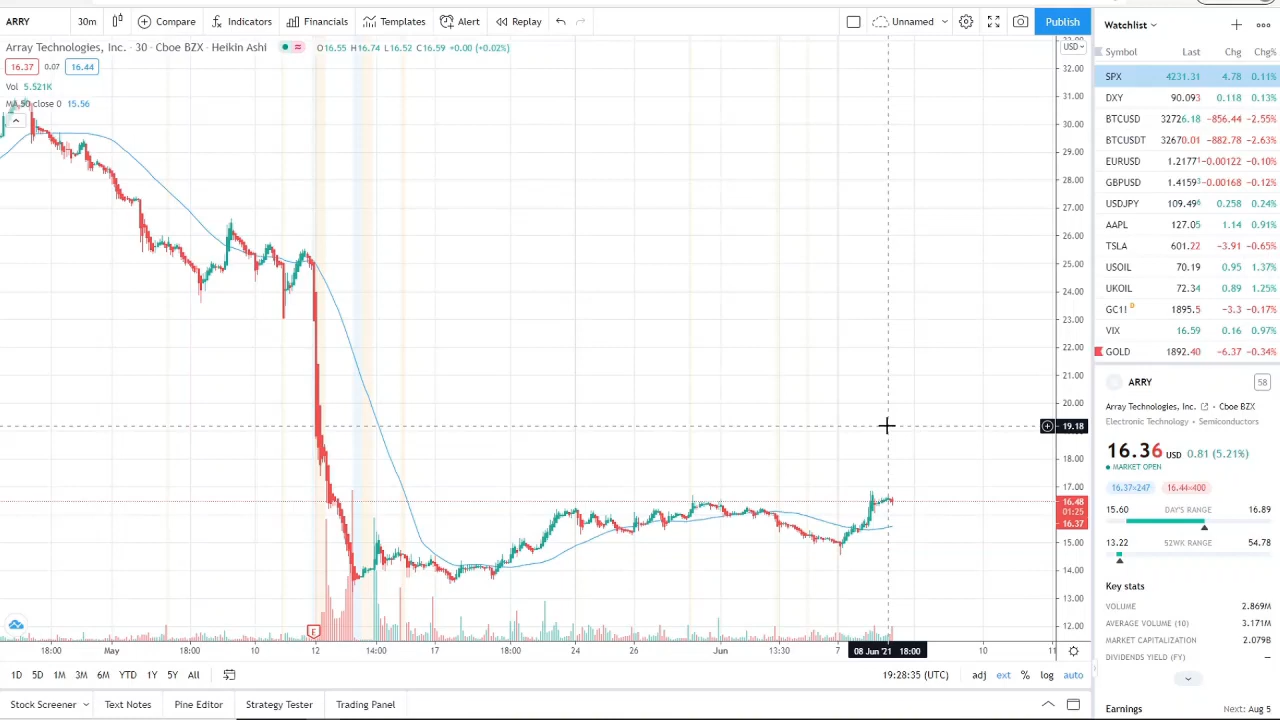 ARRY 30m Compare Indicators Financials Templates Alert Replay Unnamed Publish
Array Technologies, Inc. · 30 · Cboe BZX · Heikin Ashi O16.55 H16.74 L16.52 C16.59 +0.00 (+0.02%)
16.37 0.07 16.44
Vol 5.521K
MA 50 close 0 15.56
USD
32.00
31.00
30.00
29.00
28.00
27.00
26.00
25.00
24.00
23.00
22.00
21.00
20.00
19.18
18.00
17.00
16.48
01:25
16.37
15.00
14.00
13.00
12.00
E
18:00 May 18:00 10 12 14:00 17 18:00 24 26 Jun 13:30 7 08 Jun '21 18:00 10 11
1D 5D 1M 3M 6M YTD 1Y 5Y All 19:28:35 (UTC) adj ext % log auto
Stock Screener Text Notes Pine Editor Strategy Tester Trading Panel
Watchlist
Symbol Last Chg Chg%
SPX 4231.31 4.78 0.11%
DXY 90.093 0.118 0.13%
BTCUSD 32726.18 −856.44 −2.55%
BTCUSDT 32670.01 −882.78 −2.63%
EURUSD 1.2177¹ −0.00122 −0.10%
GBPUSD 1.4159³ −0.00168 −0.12%
USDJPY 109.49⁶ 0.258 0.24%
AAPL 127.05 1.14 0.91%
TSLA 601.22 −3.91 −0.65%
USOIL 70.19 0.95 1.37%
UKOIL 72.34 0.89 1.25%
GC1! D 1895.5 −3.3 −0.17%
VIX 16.59 0.16 0.97%
GOLD 1892.40 −6.37 −0.34%
ARRY 58
Array Technologies, Inc. · Cboe BZX
Electronic Technology · Semiconductors
16.36 USD 0.81 (5.21%)
MARKET OPEN
16.37×247 16.44×400
15.60 DAY'S RANGE 16.89
13.22 52WK RANGE 54.78
Key stats
VOLUME 2.869M
AVERAGE VOLUME (10) 3.171M
MARKET CAPITALIZATION 2.079B
DIVIDENDS YIELD (FY) —
Earnings Next: Aug 5